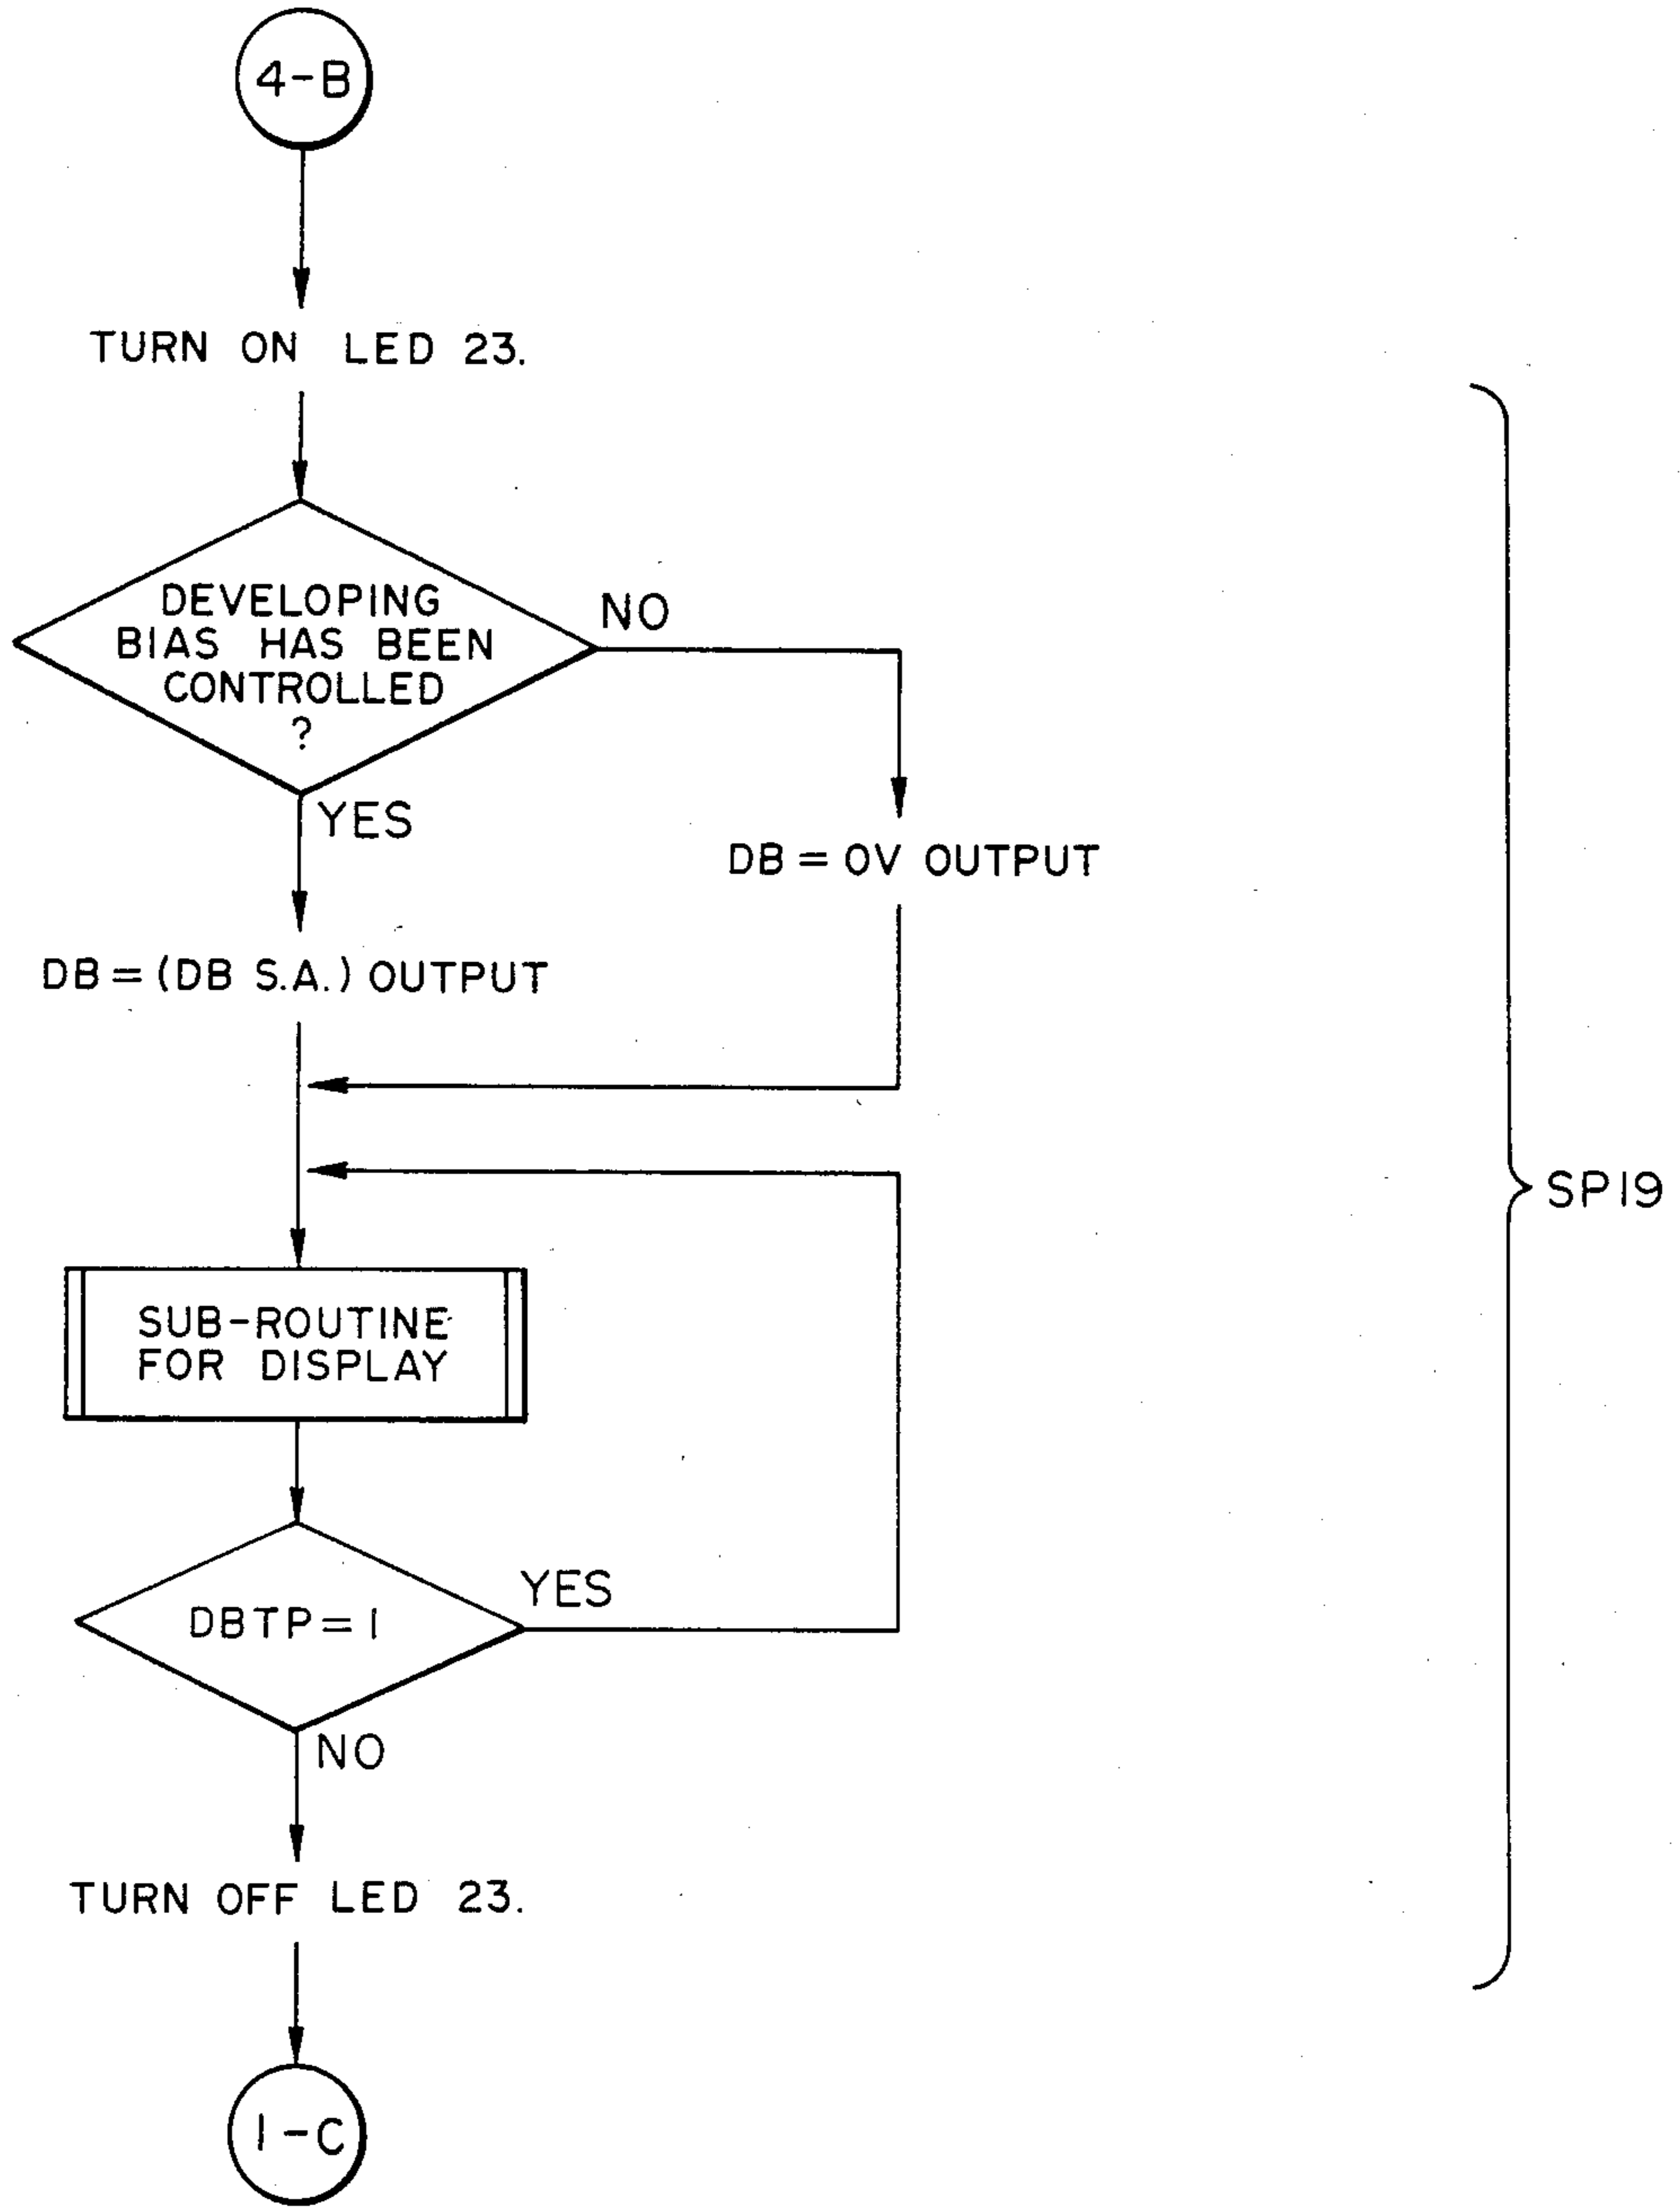 4-B
TURN ON LED 23.
DEVELOPING
BIAS HAS BEEN
CONTROLLED
?
NO
YES
DB = 0V OUTPUT
DB = (DB S.A.) OUTPUT
SP19
SUB-ROUTINE
FOR DISPLAY
DBTP = 1
YES
NO
TURN OFF LED 23.
1-C